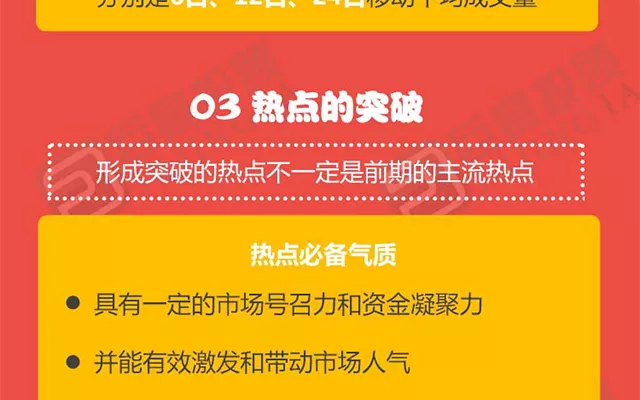 分别是6日、12日、24日移动平均成交量
03 热点的突破
形成突破的热点不一定是前期的主流热点
热点必备气质
● 具有一定的市场号召力和资金凝聚力
● 并能有效激发和带动市场人气